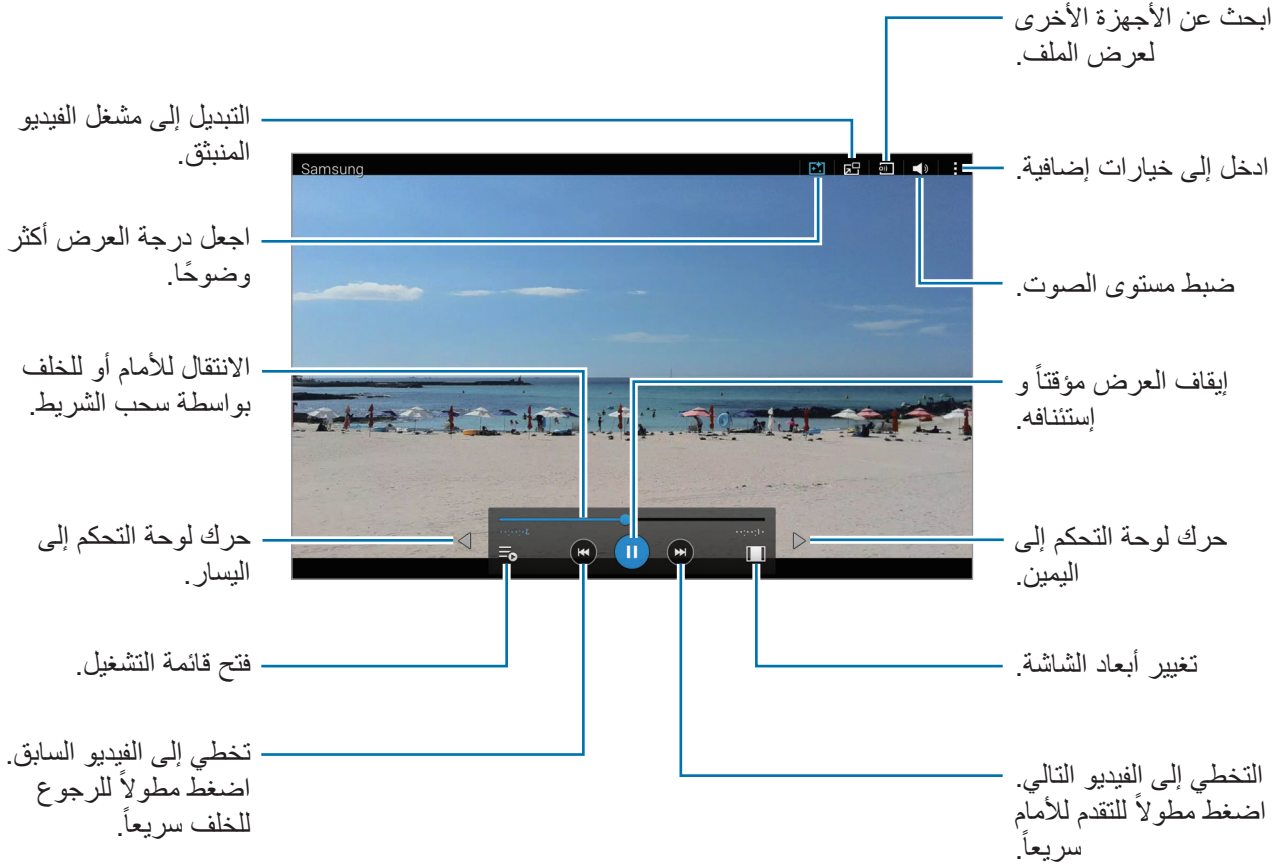 ابحث عن الأجهزة الأخرى
لعرض الملف.
التبديل إلى مشغل الفيديو
المنبثق.
Samsung
ادخل إلى خيارات إضافية.
اجعل درجة العرض أكثر
وضوحًا.
ضبط مستوى الصوت.
الانتقال للأمام أو للخلف
بواسطة سحب الشريط.
إيقاف العرض مؤقتاً و
إستئنافه.
حرك لوحة التحكم إلى
اليسار.
حرك لوحة التحكم إلى
اليمين.
فتح قائمة التشغيل.
تغيير أبعاد الشاشة.
تخطي إلى الفيديو السابق.
اضغط مطولاً للرجوع
للخلف سريعاً.
التخطي إلى الفيديو التالي.
اضغط مطولاً للتقدم للأمام
سريعاً.